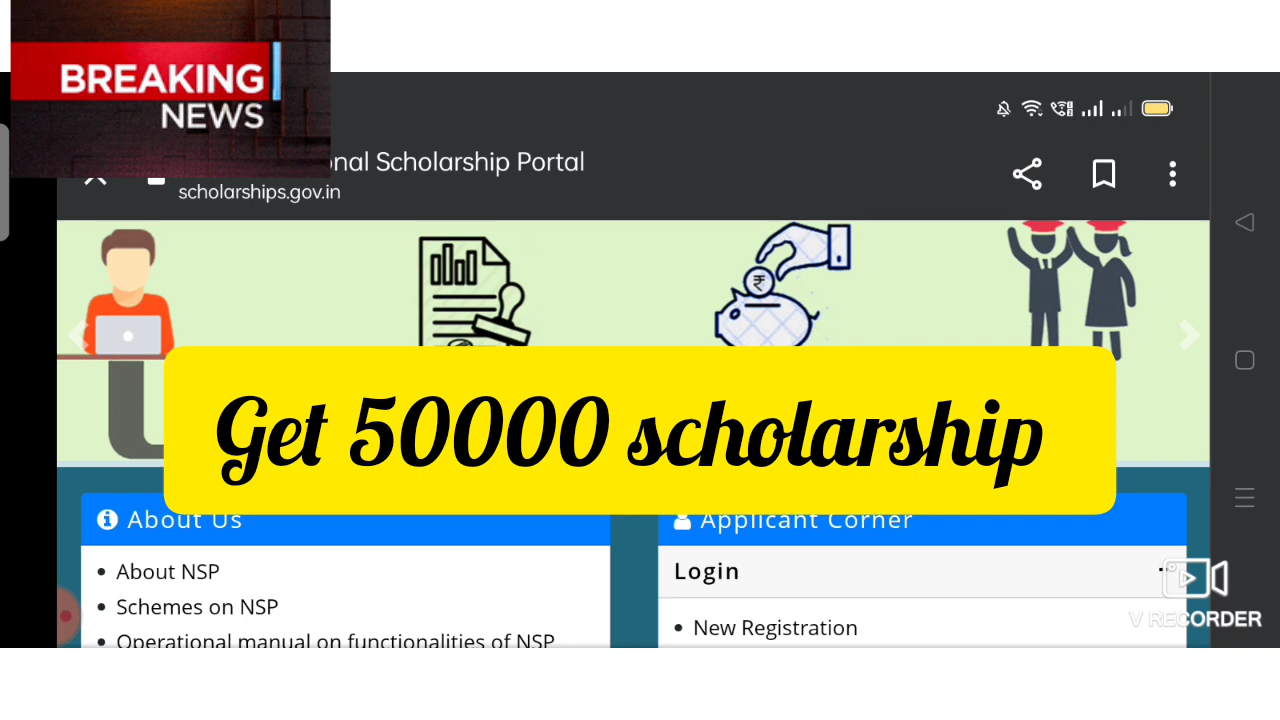 BREAKING
NEWS
onal Scholarship Portal
scholarships.gov.in
₹
Get 50000 scholarship
About Us
Applicant Corner
About NSP
Schemes on NSP
Operational manual on functionalities of NSP
Login
New Registration
V RECORDER